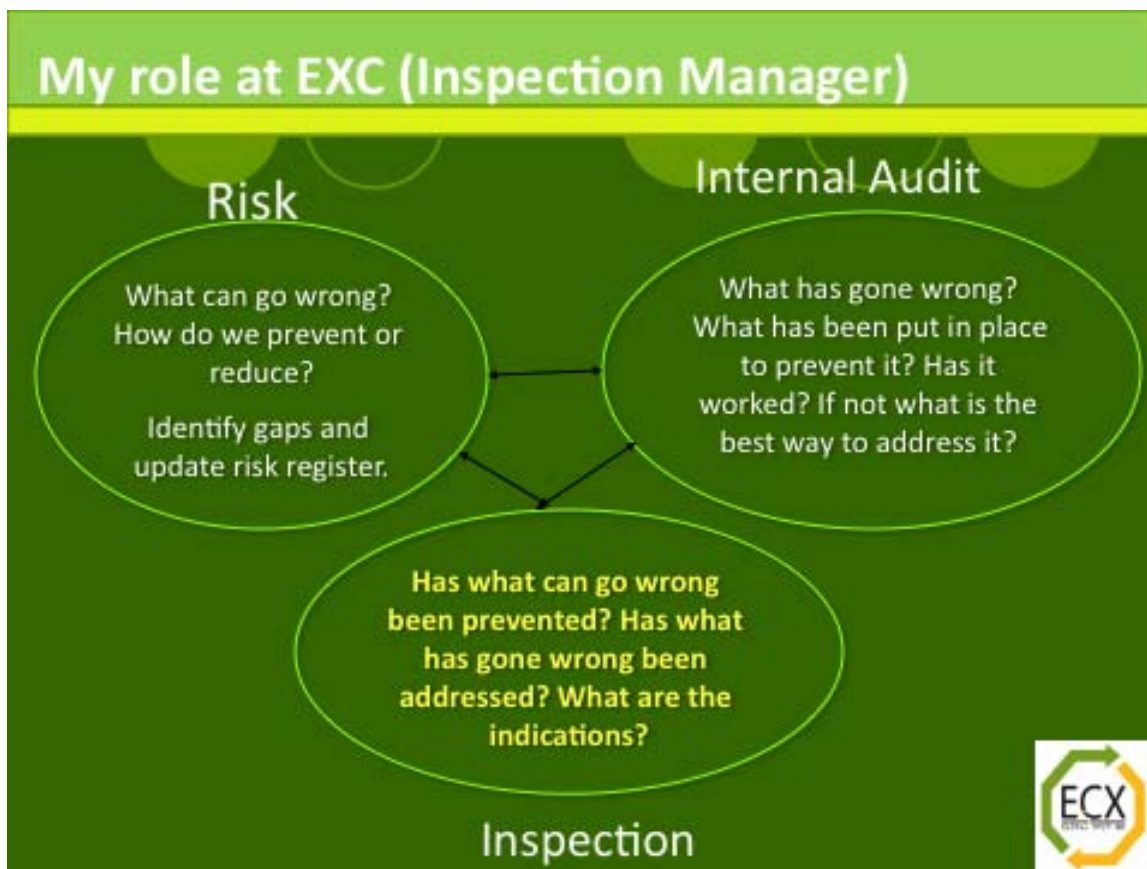 My role at EXC (Inspection Manager)
Risk
What can go wrong?
How do we prevent or
reduce?
Identify gaps and
update risk register.
Internal Audit
What has gone wrong?
What has been put in place
to prevent it? Has it
worked? If not what is the
best way to address it?
Has what can go wrong
been prevented? Has what
has gone wrong been
addressed? What are the
indications?
Inspection
ECX